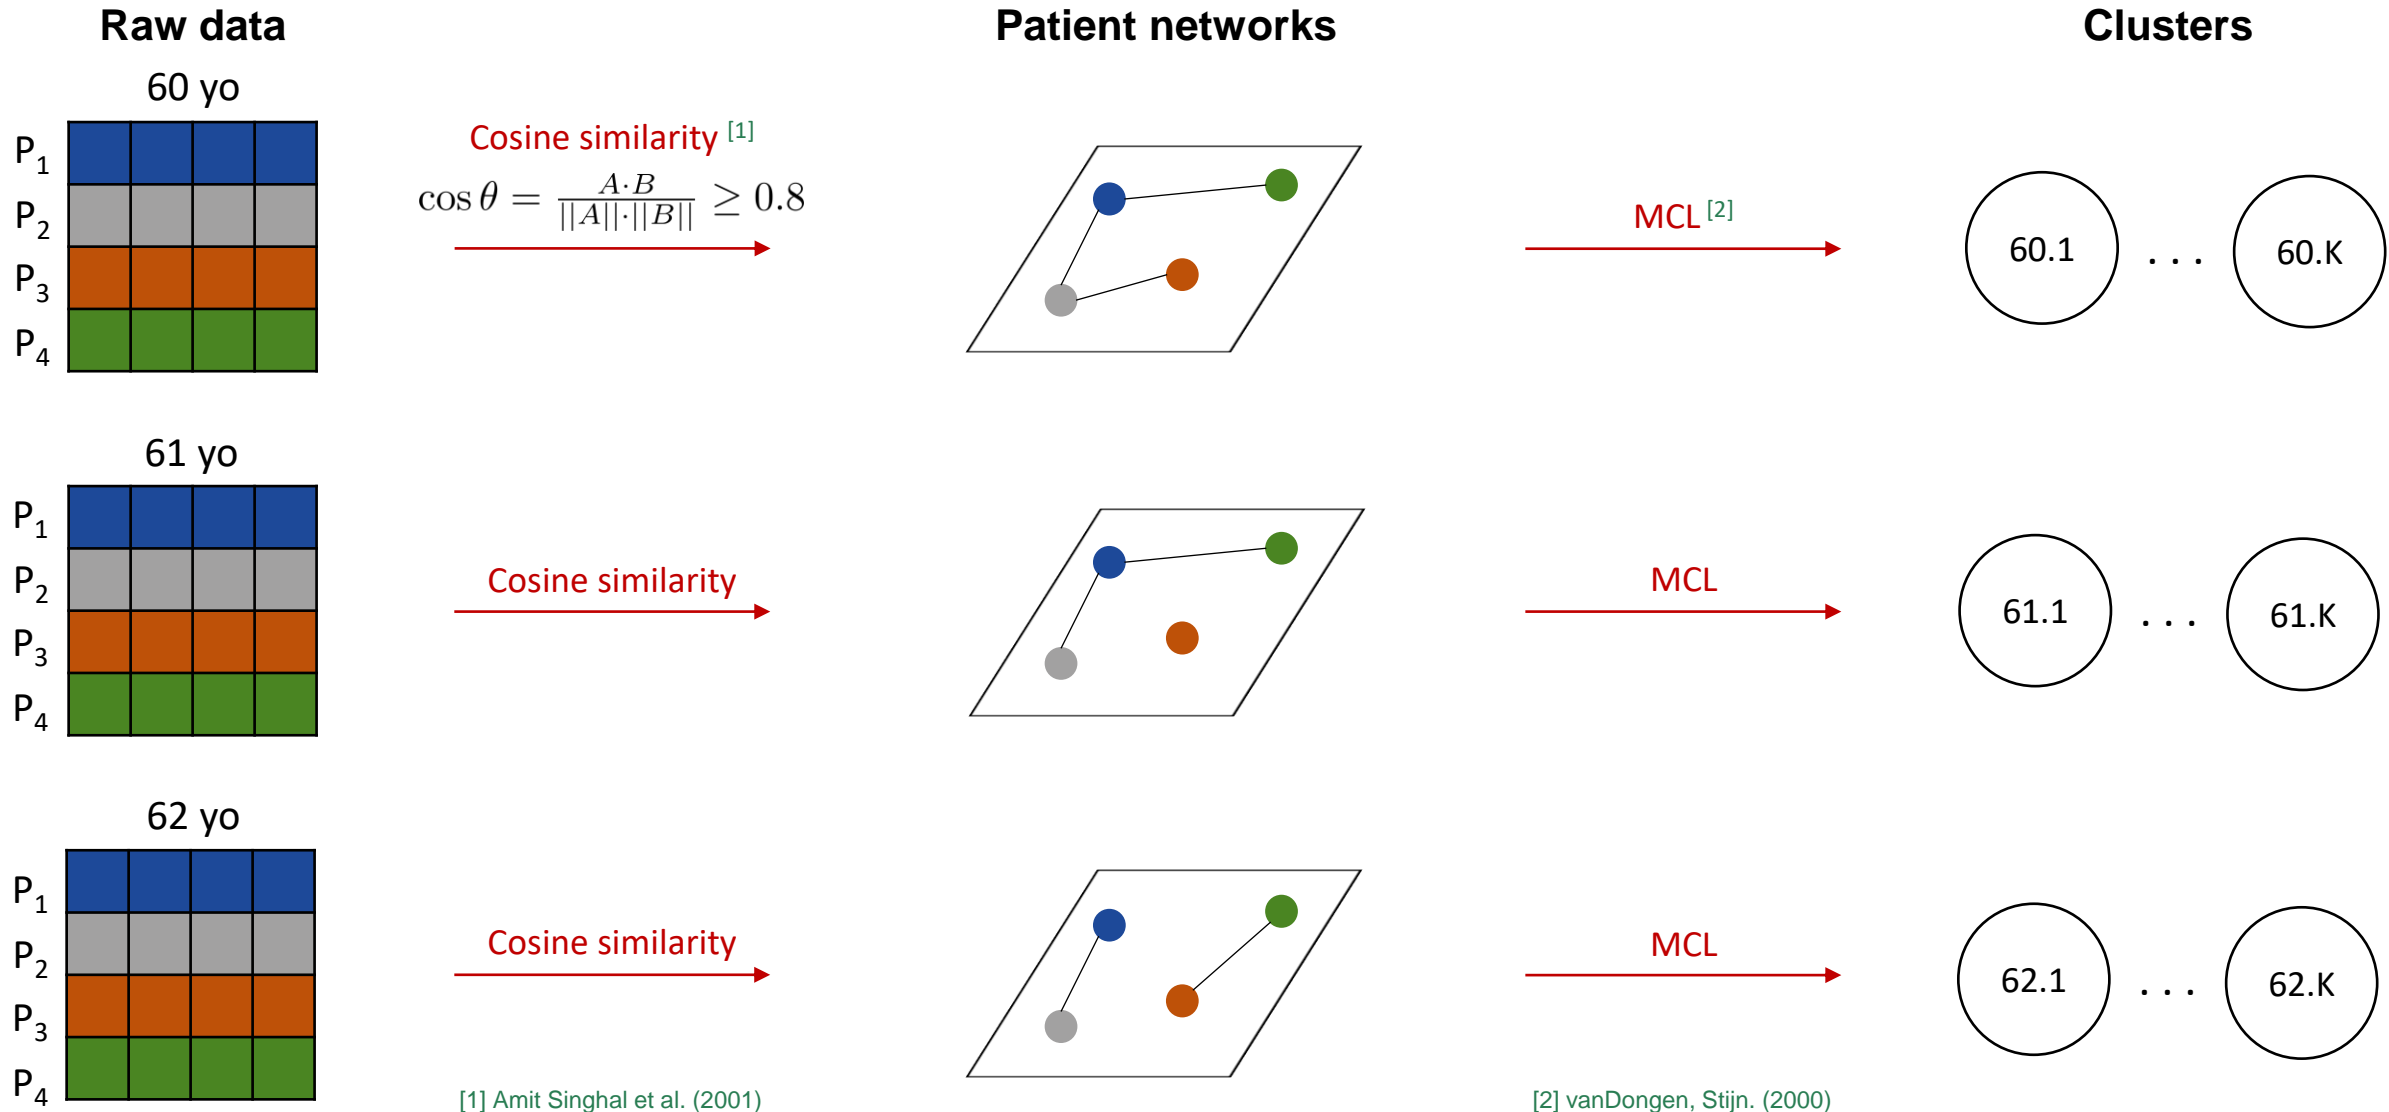 Raw data
Patient networks
Clusters
60 yo
P1
P2
P3
P4
Cosine similarity [1]
cos θ = A·B / ||A||·||B|| ≥ 0.8
MCL [2]
60.1 . . . 60.K
61 yo
P1
P2
P3
P4
Cosine similarity
MCL
61.1 . . . 61.K
62 yo
P1
P2
P3
P4
Cosine similarity
MCL
62.1 . . . 62.K
[1] Amit Singhal et al. (2001)
[2] vanDongen, Stijn. (2000)